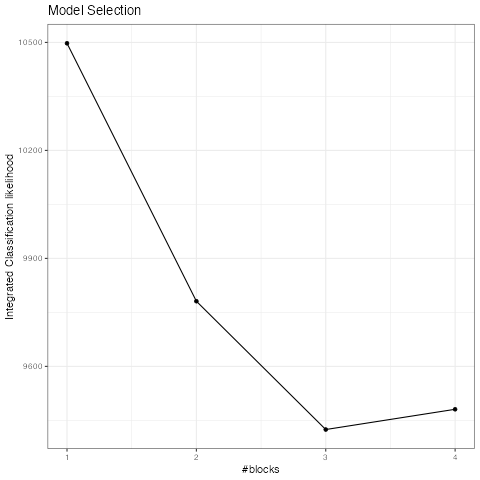 Model Selection
10500
10200
9900
9600
Integrated Classification likelihood
1
2
3
4
#blocks